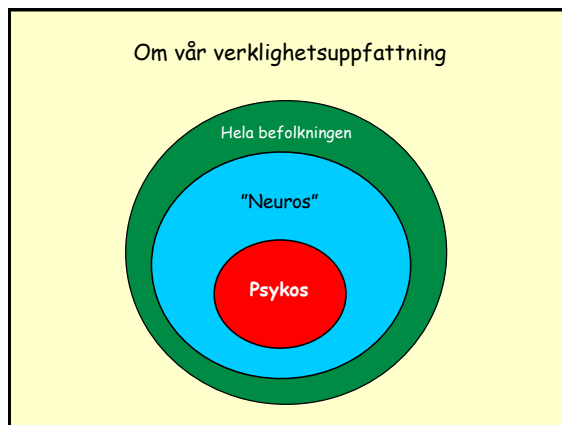 Om vår verklighetsuppfattning
Hela befolkningen
”Neuros”
Psykos